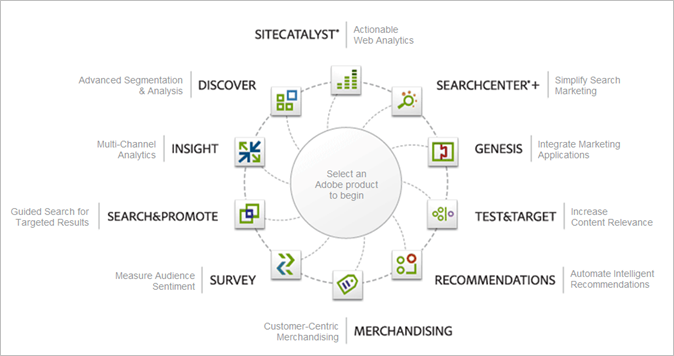 SITECATALYST®
Actionable
Web Analytics
SEARCHCENTER®+
Simplify Search
Marketing
GENESIS
Integrate Marketing
Applications
TEST&TARGET
Increase
Content Relevance
RECOMMENDATIONS
Automate Intelligent
Recommendations
Customer-Centric
Merchandising
MERCHANDISING
Measure Audience
Sentiment
SURVEY
Guided Search for
Targeted Results
SEARCH&PROMOTE
Multi-Channel
Analytics
INSIGHT
Advanced Segmentation
& Analysis
DISCOVER
Select an
Adobe product
to begin